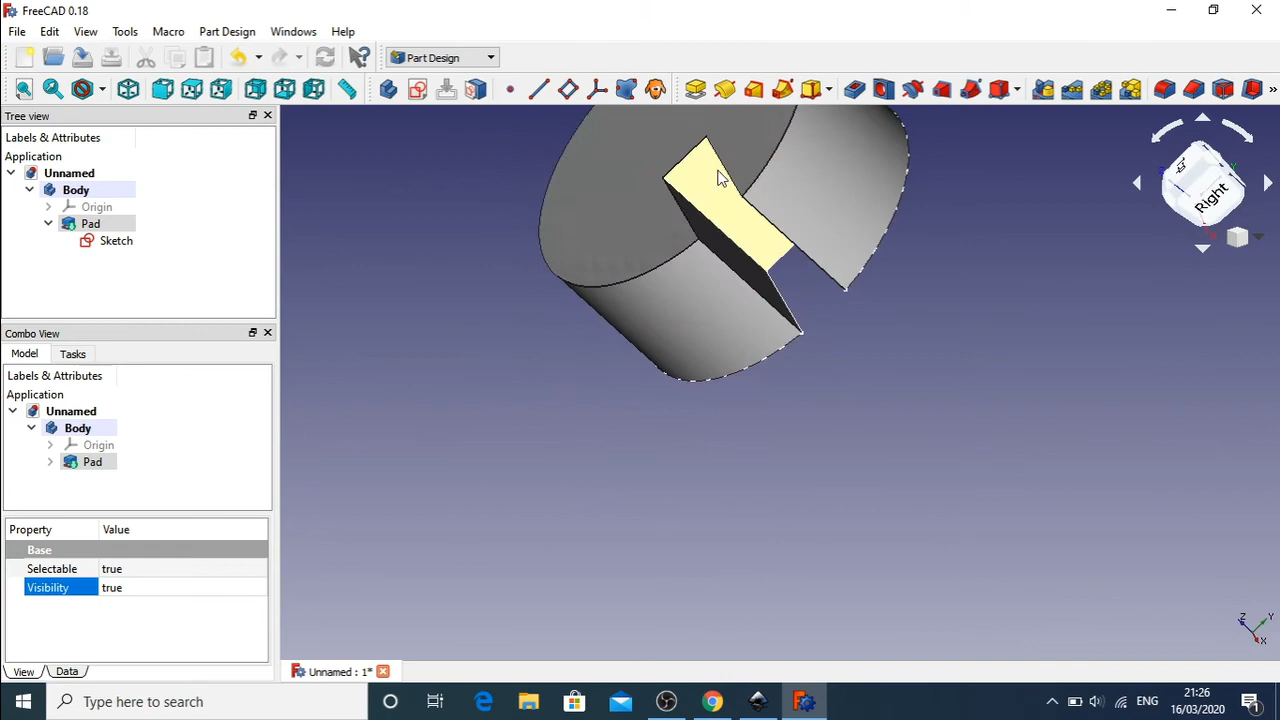 FreeCAD 0.18
File Edit View Tools Macro Part Design Windows Help
Part Design
Tree view
Labels & Attributes
Application
Unnamed
Body
Origin
Pad
Sketch
Combo View
Model Tasks
Labels & Attributes
Application
Unnamed
Body
Origin
Pad
Property Value
Base
Selectable true
Visibility true
View Data
Right
Z Y
X
Unnamed : 1*
Type here to search
ENG
21:26
16/03/2020
1